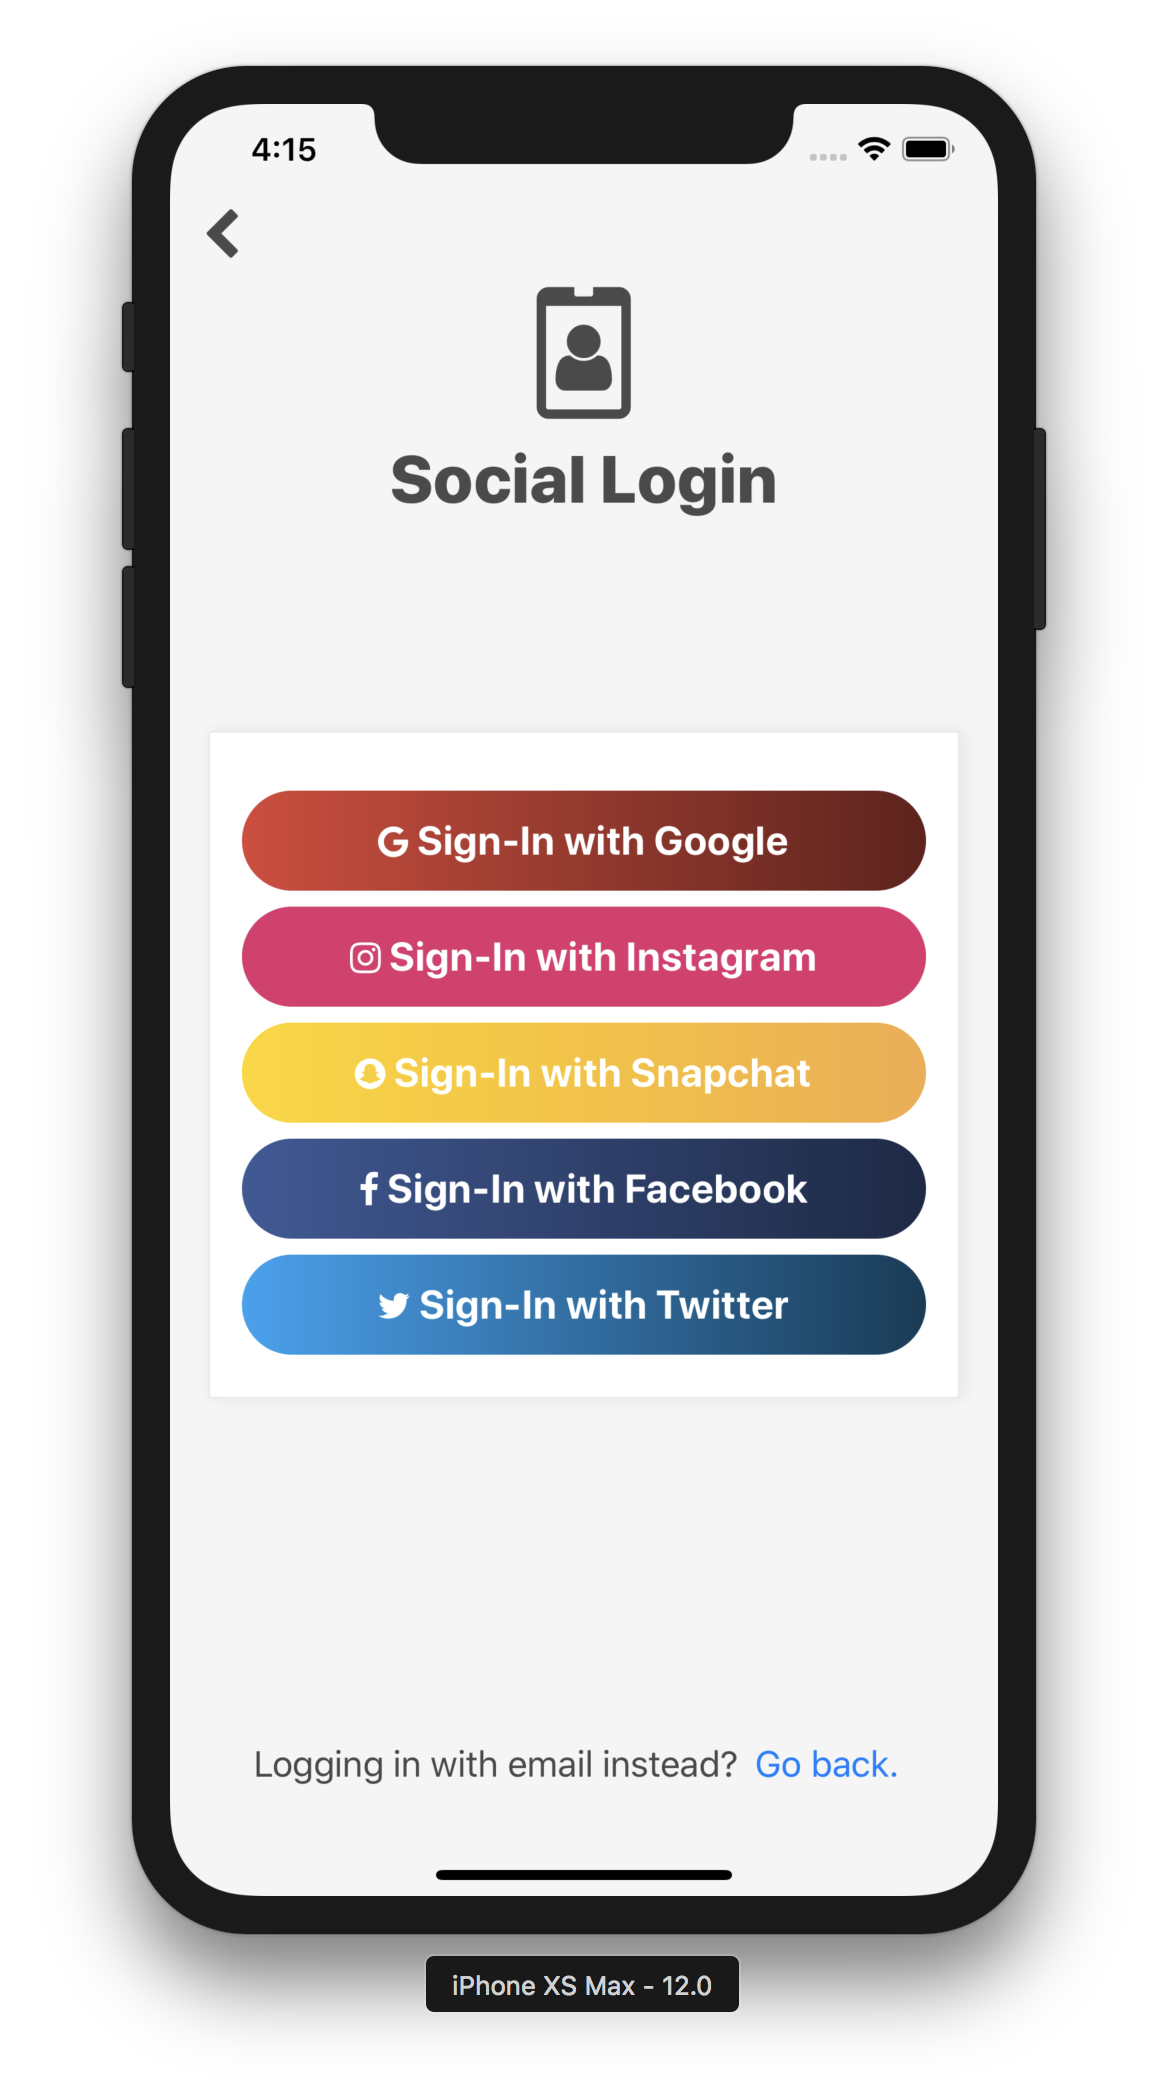 4:15
Social Login
Sign-In with Google
Sign-In with Instagram
Sign-In with Snapchat
Sign-In with Facebook
Sign-In with Twitter
Logging in with email instead? Go back.
iPhone XS Max - 12.0